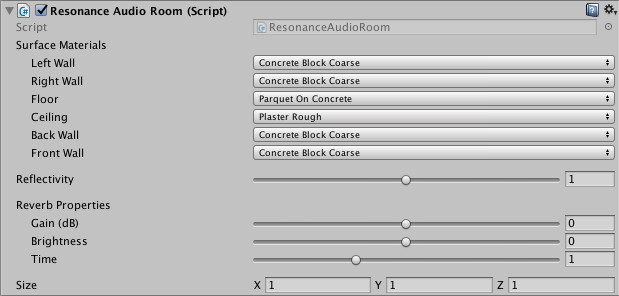 Resonance Audio Room (Script)
Script ResonanceAudioRoom
Surface Materials
Left Wall Concrete Block Coarse
Right Wall Concrete Block Coarse
Floor Parquet On Concrete
Ceiling Plaster Rough
Back Wall Concrete Block Coarse
Front Wall Concrete Block Coarse
Reflectivity 1
Reverb Properties
Gain (dB) 0
Brightness 0
Time 1
Size X 1 Y 1 Z 1